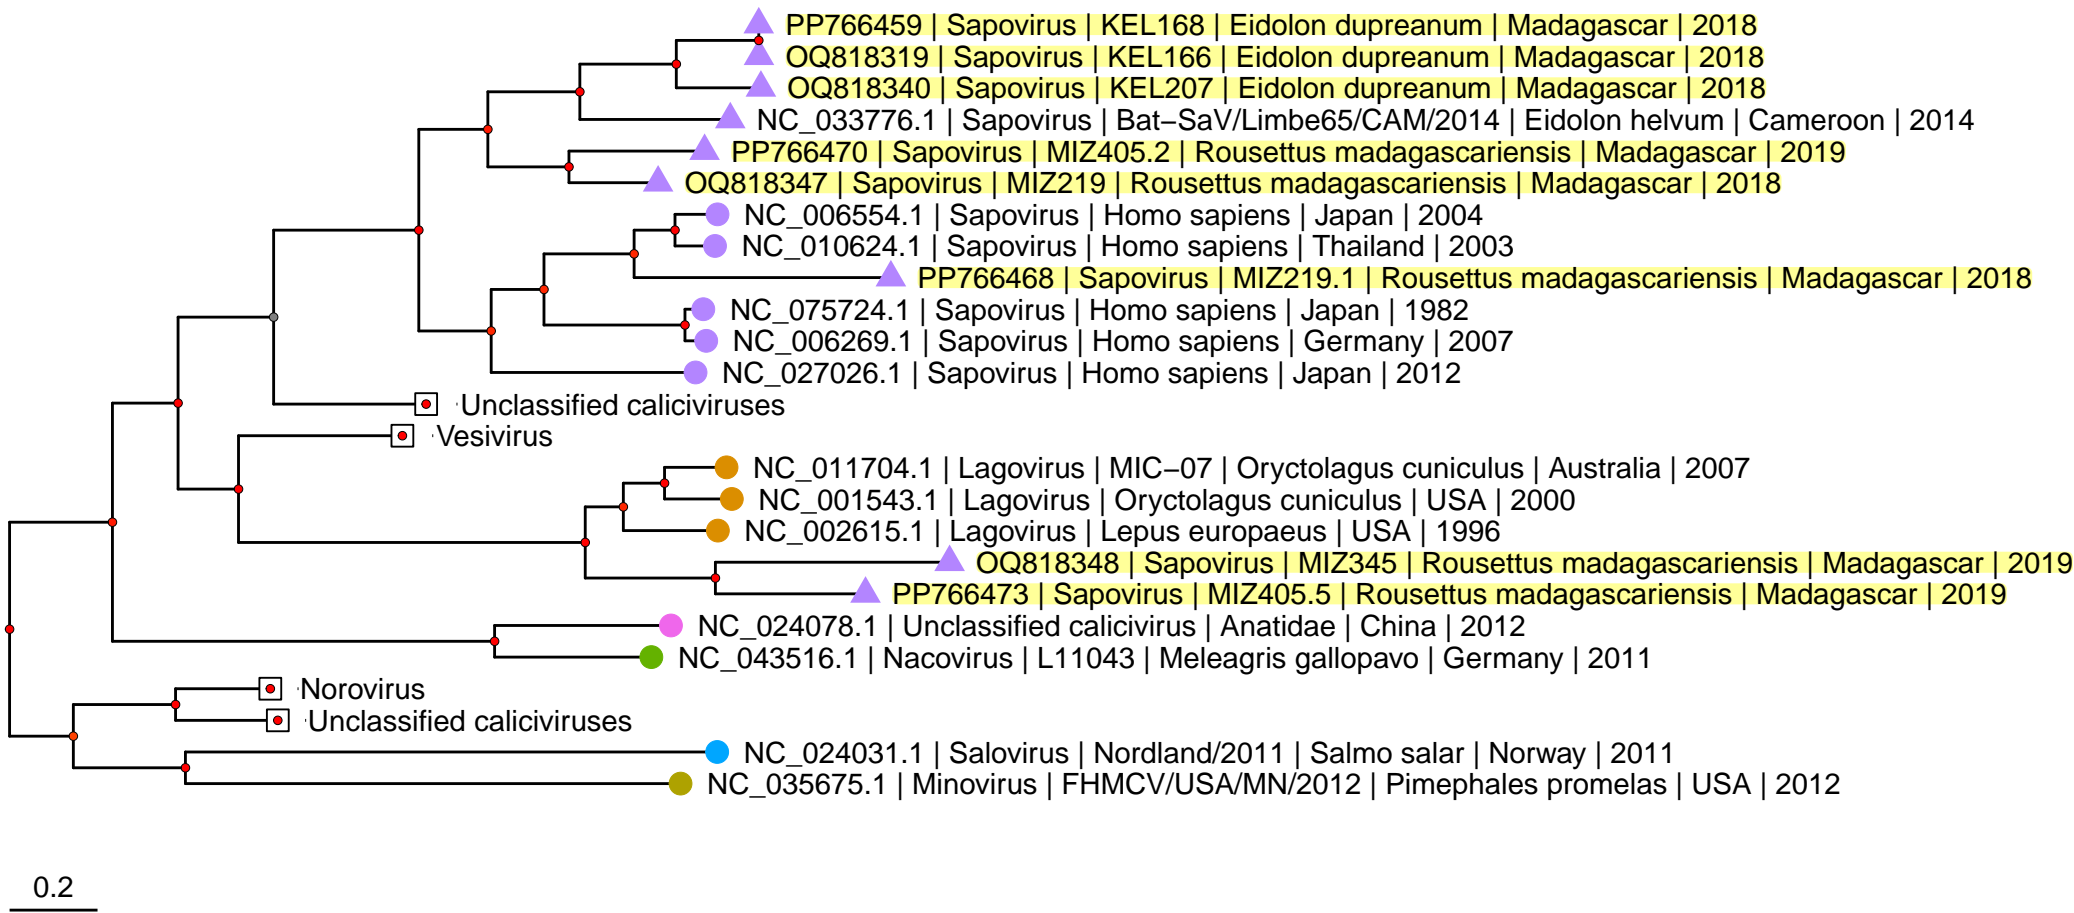 PP766459 | Sapovirus | KEL168 | Eidolon dupreanum | Madagascar | 2018
OQ818319 | Sapovirus | KEL166 | Eidolon dupreanum | Madagascar | 2018
OQ818340 | Sapovirus | KEL207 | Eidolon dupreanum | Madagascar | 2018
NC_033776.1 | Sapovirus | Bat−SaV/Limbe65/CAM/2014 | Eidolon helvum | Cameroon | 2014
PP766470 | Sapovirus | MIZ405.2 | Rousettus madagascariensis | Madagascar | 2019
OQ818347 | Sapovirus | MIZ219 | Rousettus madagascariensis | Madagascar | 2018
NC_006554.1 | Sapovirus | Homo sapiens | Japan | 2004
NC_010624.1 | Sapovirus | Homo sapiens | Thailand | 2003
PP766468 | Sapovirus | MIZ219.1 | Rousettus madagascariensis | Madagascar | 2018
NC_075724.1 | Sapovirus | Homo sapiens | Japan | 1982
NC_006269.1 | Sapovirus | Homo sapiens | Germany | 2007
NC_027026.1 | Sapovirus | Homo sapiens | Japan | 2012
Unclassified caliciviruses
Vesivirus
NC_011704.1 | Lagovirus | MIC−07 | Oryctolagus cuniculus | Australia | 2007
NC_001543.1 | Lagovirus | Oryctolagus cuniculus | USA | 2000
NC_002615.1 | Lagovirus | Lepus europaeus | USA | 1996
OQ818348 | Sapovirus | MIZ345 | Rousettus madagascariensis | Madagascar | 2019
PP766473 | Sapovirus | MIZ405.5 | Rousettus madagascariensis | Madagascar | 2019
NC_024078.1 | Unclassified calicivirus | Anatidae | China | 2012
NC_043516.1 | Nacovirus | L11043 | Meleagris gallopavo | Germany | 2011
Norovirus
Unclassified caliciviruses
NC_024031.1 | Salovirus | Nordland/2011 | Salmo salar | Norway | 2011
NC_035675.1 | Minovirus | FHMCV/USA/MN/2012 | Pimephales promelas | USA | 2012
0.2